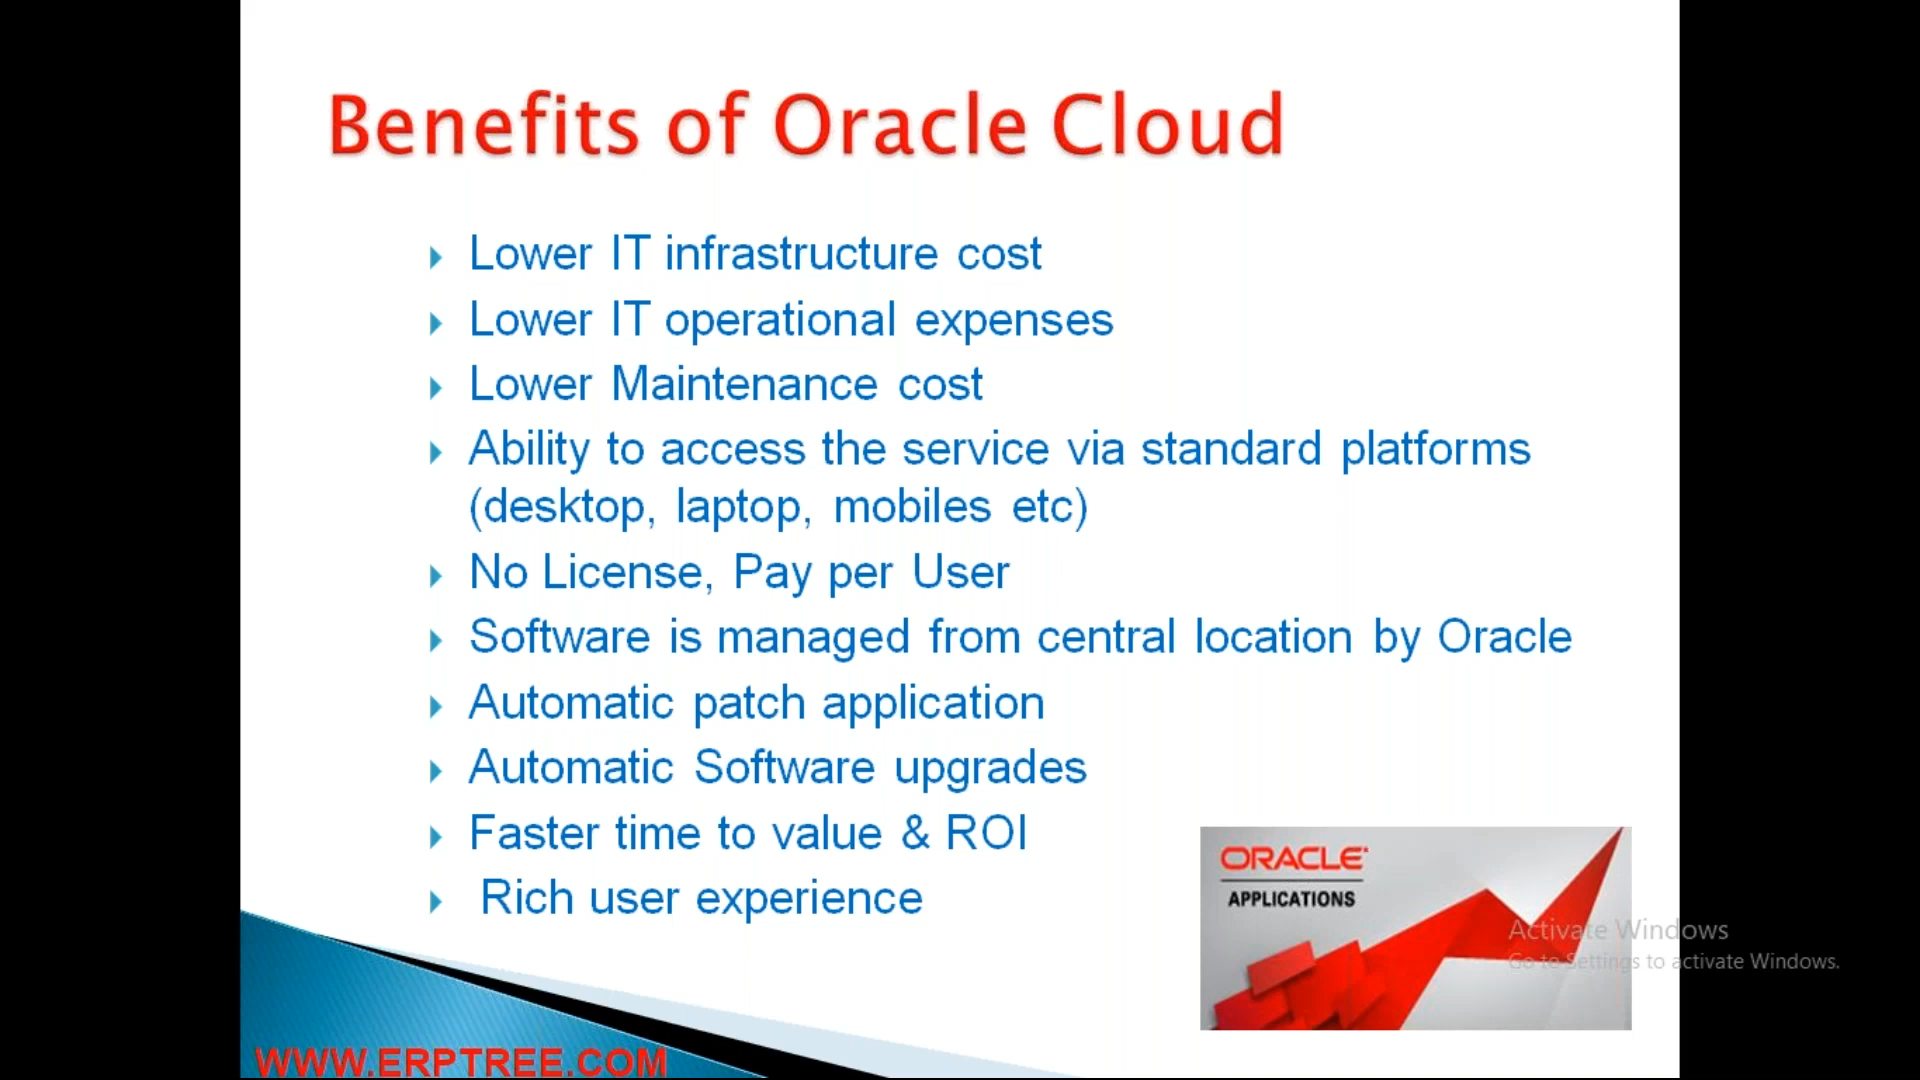 Benefits of Oracle Cloud
Lower IT infrastructure cost
Lower IT operational expenses
Lower Maintenance cost
Ability to access the service via standard platforms
(desktop, laptop, mobiles etc)
No License, Pay per User
Software is managed from central location by Oracle
Automatic patch application
Automatic Software upgrades
Faster time to value & ROI
Rich user experience
ORACLE
APPLICATIONS
Activate Windows
Go to Settings to activate Windows.
WWW.ERPTREE.COM